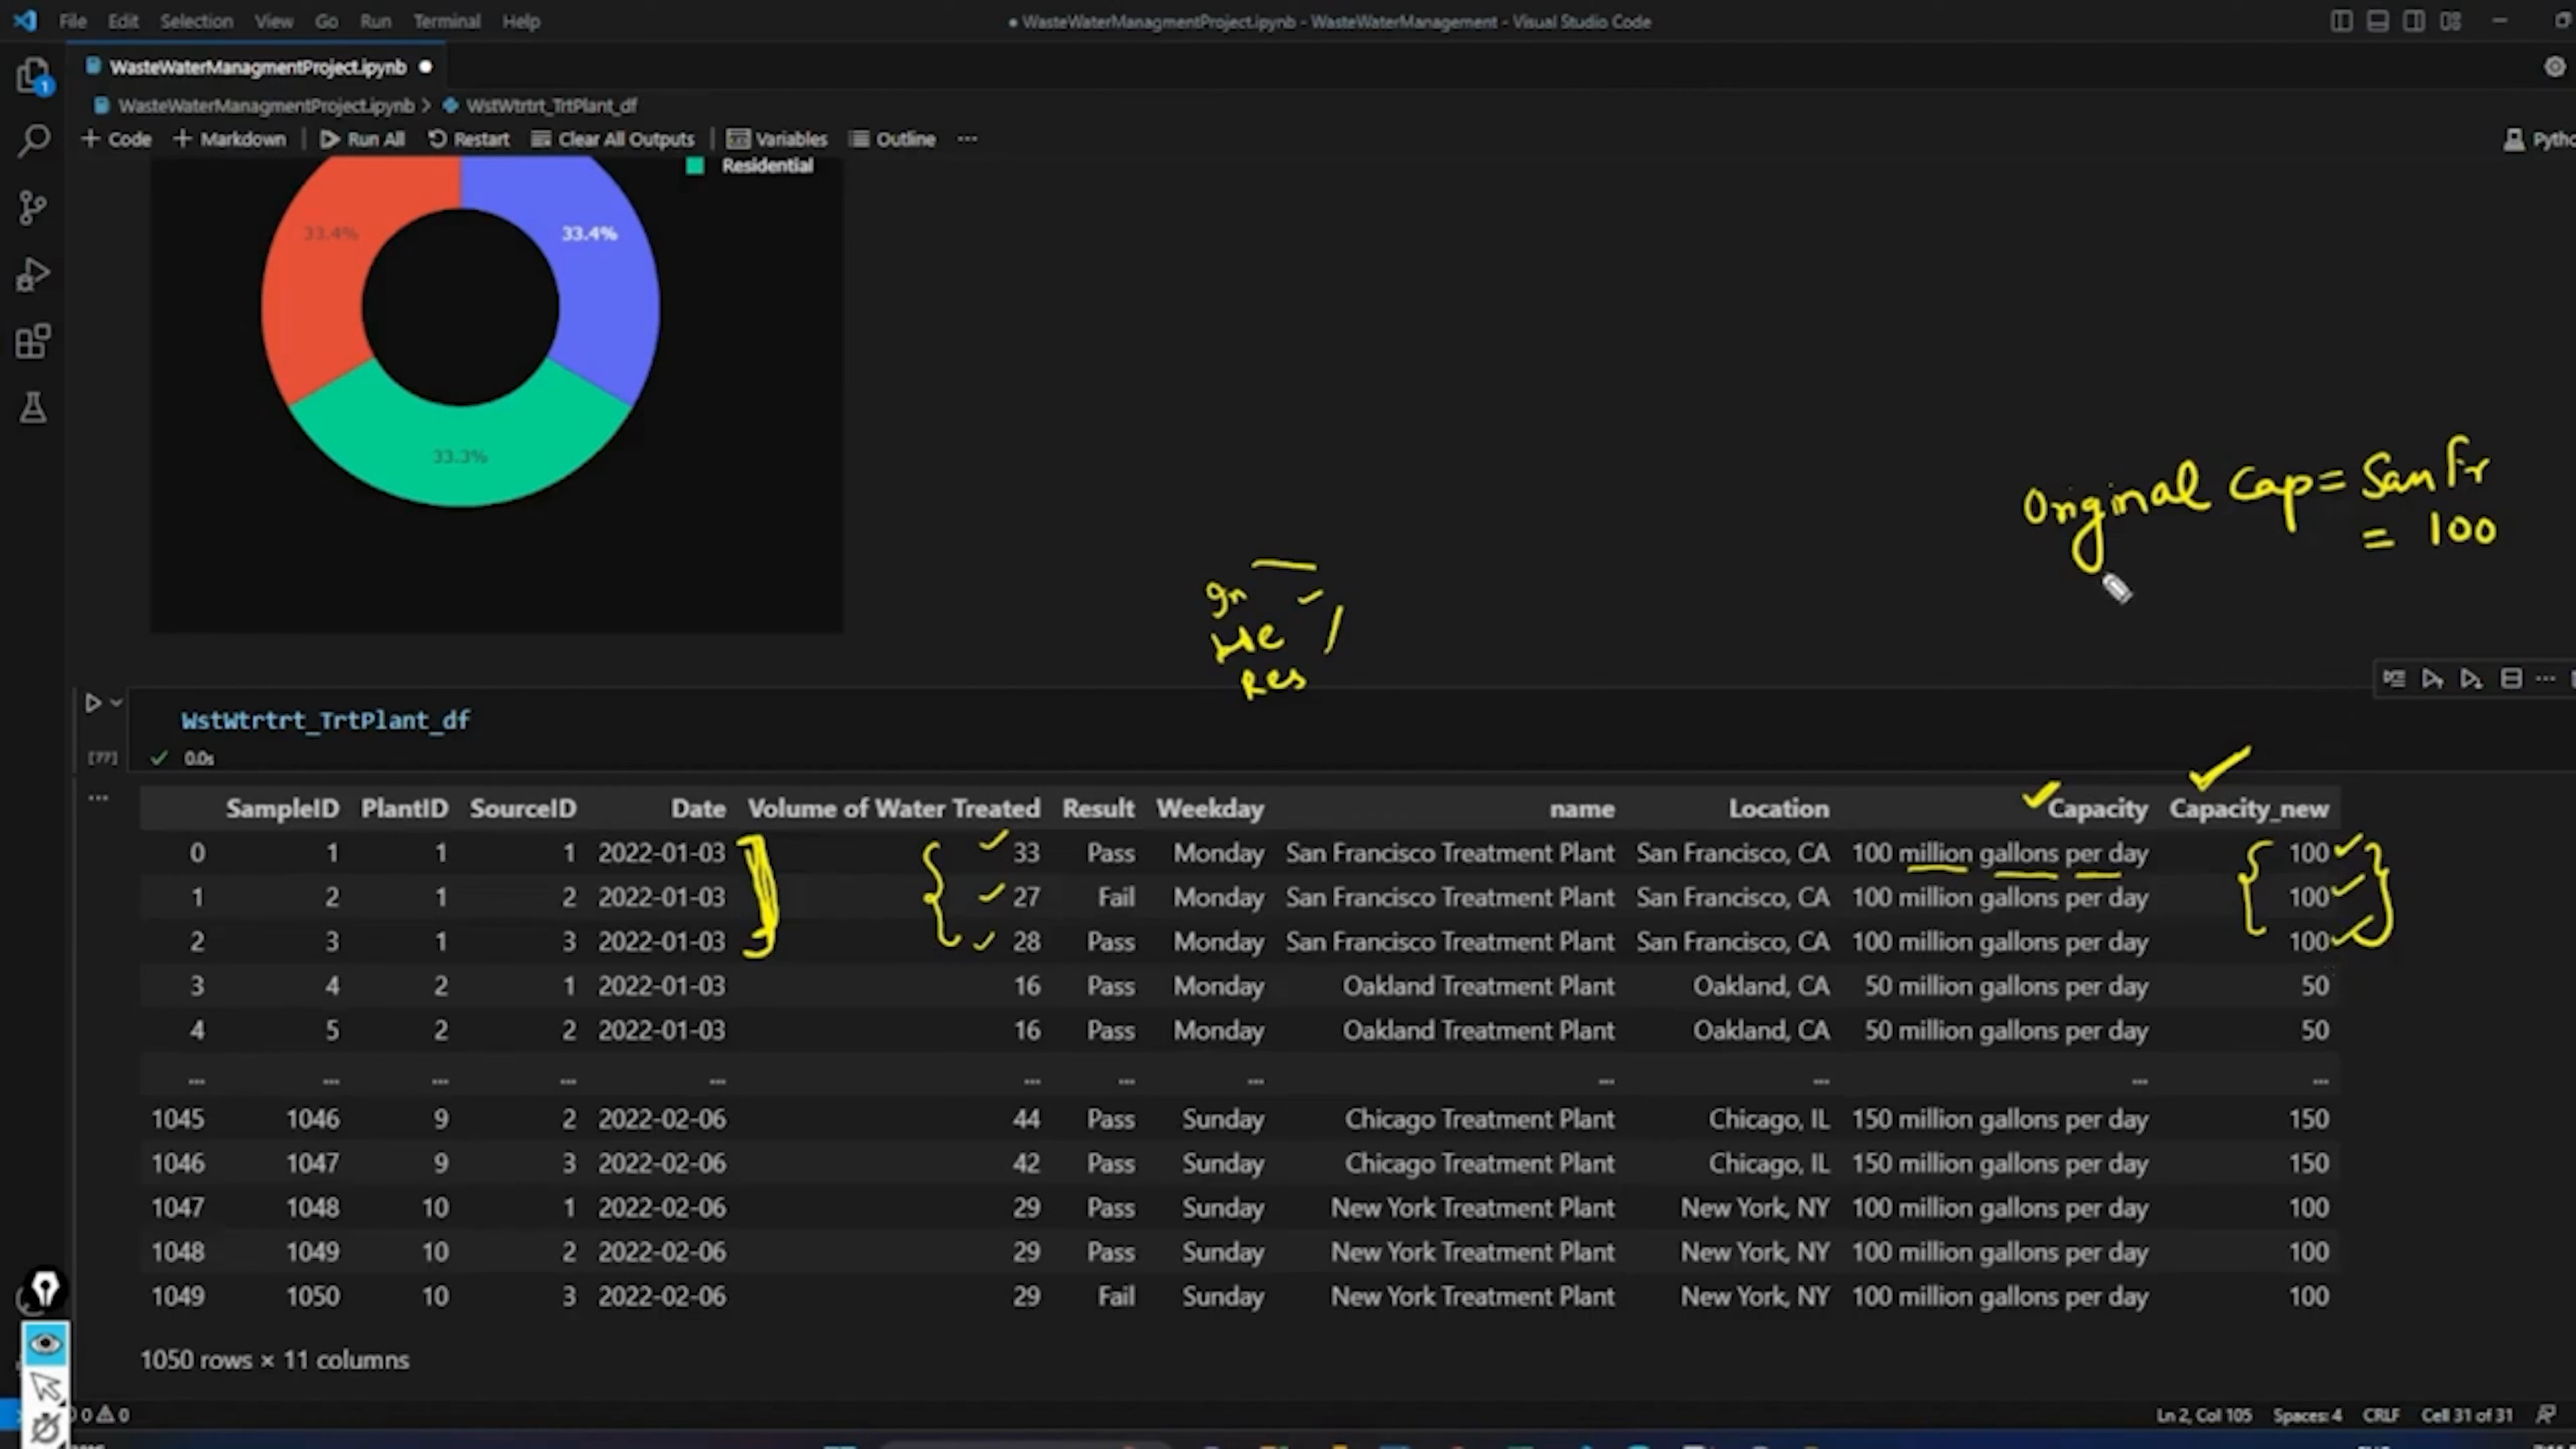 File Edit Selection View Go Run Terminal Help
● WasteWaterManagmentProject.ipynb - WasteWaterManagement - Visual Studio Code
WasteWaterManagmentProject.ipynb ●
WasteWaterManagmentProject.ipynb > WstWtrtrt_TrtPlant_df
+ Code + Markdown | Run All Restart Clear All Outputs | Variables Outline ...
Pytho
1
Residential
33.4% 33.4%
33.3%
Original Cap = San Fr
= 100
Res
WstWtrtrt_TrtPlant_df
[77] ✓ 0.0s
SampleID PlantID SourceID Date Volume of Water Treated Result Weekday name Location Capacity Capacity_new
0 1 1 1 2022-01-03 33 Pass Monday San Francisco Treatment Plant San Francisco, CA 100 million gallons per day 100
1 2 1 2 2022-01-03 27 Fail Monday San Francisco Treatment Plant San Francisco, CA 100 million gallons per day 100
2 3 1 3 2022-01-03 28 Pass Monday San Francisco Treatment Plant San Francisco, CA 100 million gallons per day 100
3 4 2 1 2022-01-03 16 Pass Monday Oakland Treatment Plant Oakland, CA 50 million gallons per day 50
4 5 2 2 2022-01-03 16 Pass Monday Oakland Treatment Plant Oakland, CA 50 million gallons per day 50
... ... ... ... ... ... ... ... ... ... ... ...
1045 1046 9 2 2022-02-06 44 Pass Sunday Chicago Treatment Plant Chicago, IL 150 million gallons per day 150
1046 1047 9 3 2022-02-06 42 Pass Sunday Chicago Treatment Plant Chicago, IL 150 million gallons per day 150
1047 1048 10 1 2022-02-06 29 Pass Sunday New York Treatment Plant New York, NY 100 million gallons per day 100
1048 1049 10 2 2022-02-06 29 Pass Sunday New York Treatment Plant New York, NY 100 million gallons per day 100
1049 1050 10 3 2022-02-06 29 Fail Sunday New York Treatment Plant New York, NY 100 million gallons per day 100
1050 rows × 11 columns
0 0 Ln 2, Col 105 Spaces: 4 CRLF Cell 31 of 31